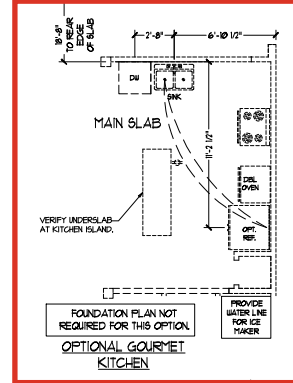 18'-8"
TO REAR
EDGE
OF SLAB
2'-8"
6'-10 1/2"
DW
SINK
MAIN SLAB
11'-2 1/2"
DBL
OVEN
VERIFY UNDERSLAB
AT KITCHEN ISLAND.
OPT.
REF.
FOUNDATION PLAN NOT
REQUIRED FOR THIS OPTION.
PROVIDE
WATER LINE
FOR ICE
MAKER
OPTIONAL GOURMET
KITCHEN